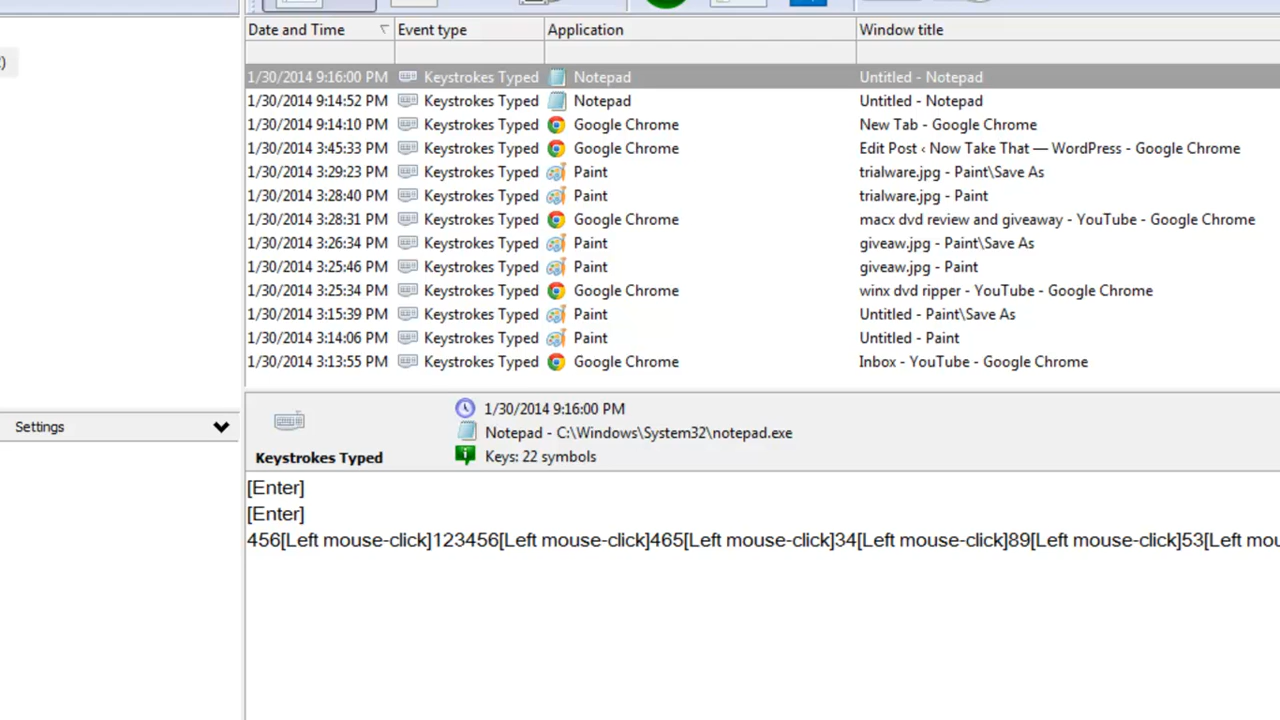 Date and Time Event type Application Window title
)
1/30/2014 9:16:00 PM Keystrokes Typed Notepad Untitled - Notepad
1/30/2014 9:14:52 PM Keystrokes Typed Notepad Untitled - Notepad
1/30/2014 9:14:10 PM Keystrokes Typed Google Chrome New Tab - Google Chrome
1/30/2014 3:45:33 PM Keystrokes Typed Google Chrome Edit Post ‹ Now Take That — WordPress - Google Chrome
1/30/2014 3:29:23 PM Keystrokes Typed Paint trialware.jpg - Paint\Save As
1/30/2014 3:28:40 PM Keystrokes Typed Paint trialware.jpg - Paint
1/30/2014 3:28:31 PM Keystrokes Typed Google Chrome macx dvd review and giveaway - YouTube - Google Chrome
1/30/2014 3:26:34 PM Keystrokes Typed Paint giveaw.jpg - Paint\Save As
1/30/2014 3:25:46 PM Keystrokes Typed Paint giveaw.jpg - Paint
1/30/2014 3:25:34 PM Keystrokes Typed Google Chrome winx dvd ripper - YouTube - Google Chrome
1/30/2014 3:15:39 PM Keystrokes Typed Paint Untitled - Paint\Save As
1/30/2014 3:14:06 PM Keystrokes Typed Paint Untitled - Paint
1/30/2014 3:13:55 PM Keystrokes Typed Google Chrome Inbox - YouTube - Google Chrome
Settings
1/30/2014 9:16:00 PM
Notepad - C:\Windows\System32\notepad.exe
Keystrokes Typed
Keys: 22 symbols
[Enter]
[Enter]
456[Left mouse-click]123456[Left mouse-click]465[Left mouse-click]34[Left mouse-click]89[Left mouse-click]53[Left mou